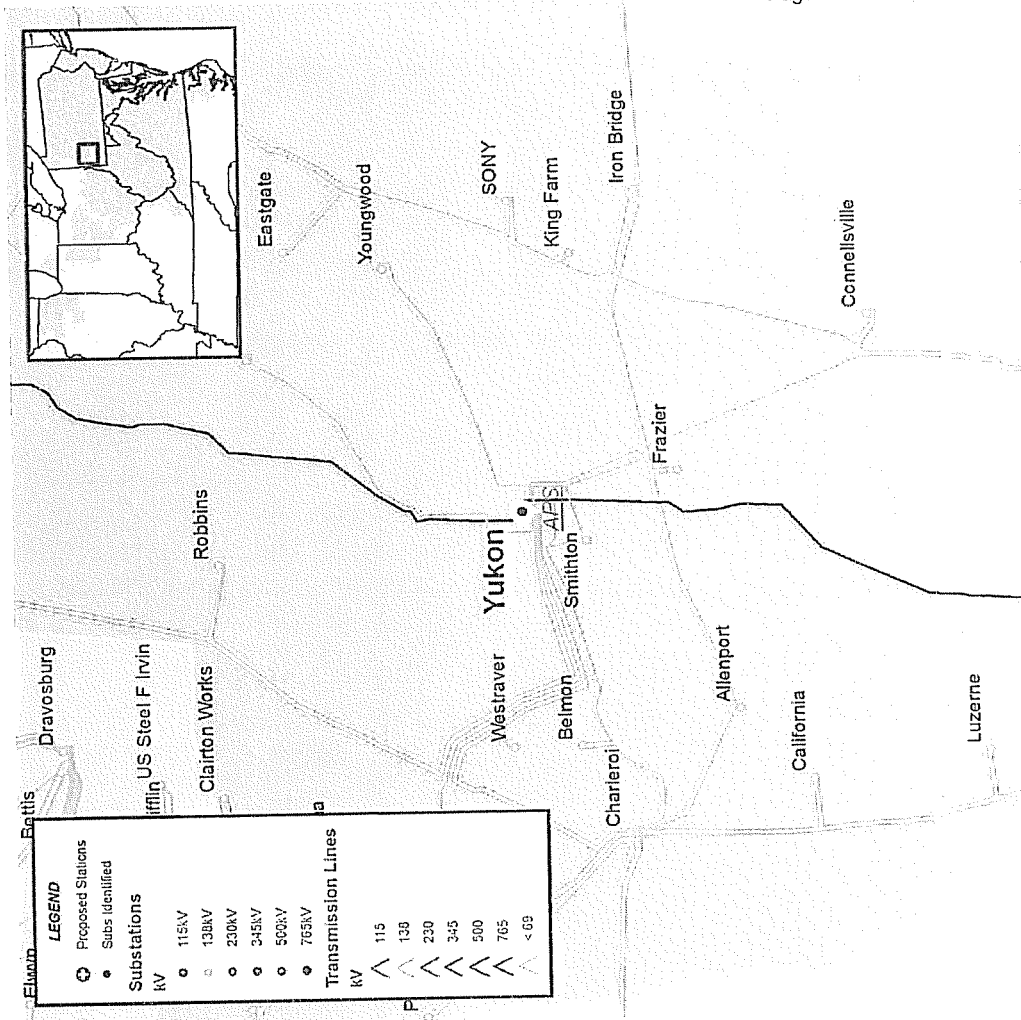 Eastgate
Youngwood
SONY
King Farm
Iron Bridge
Connellsville
Robbins
Frazier
APS
Yukon
Smithton
Dravosburg
US Steel F Irvin
Clairton Works
Westraver
Belmon
Charleroi
Allenport
California
Luzerne
Bettis
ifflin
Elwyn
LEGEND
Proposed Stations
Subs Identified
Substations
kV
115kV
138kV
230kV
345kV
500kV
765kV
Transmission Lines
kV
115
138
230
345
500
765
< 69
P